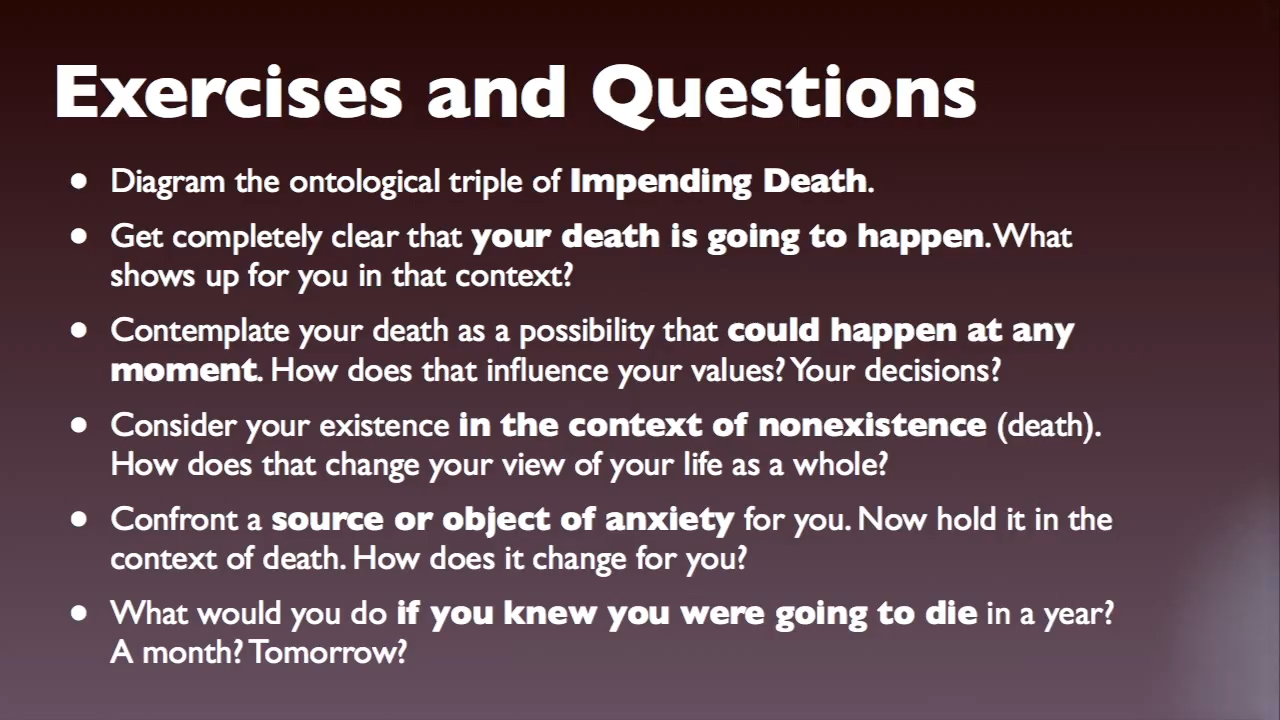 Exercises and Questions
● Diagram the ontological triple of Impending Death.
● Get completely clear that your death is going to happen. What
shows up for you in that context?
● Contemplate your death as a possibility that could happen at any
moment. How does that influence your values? Your decisions?
● Consider your existence in the context of nonexistence (death).
How does that change your view of your life as a whole?
● Confront a source or object of anxiety for you. Now hold it in the
context of death. How does it change for you?
● What would you do if you knew you were going to die in a year?
A month? Tomorrow?